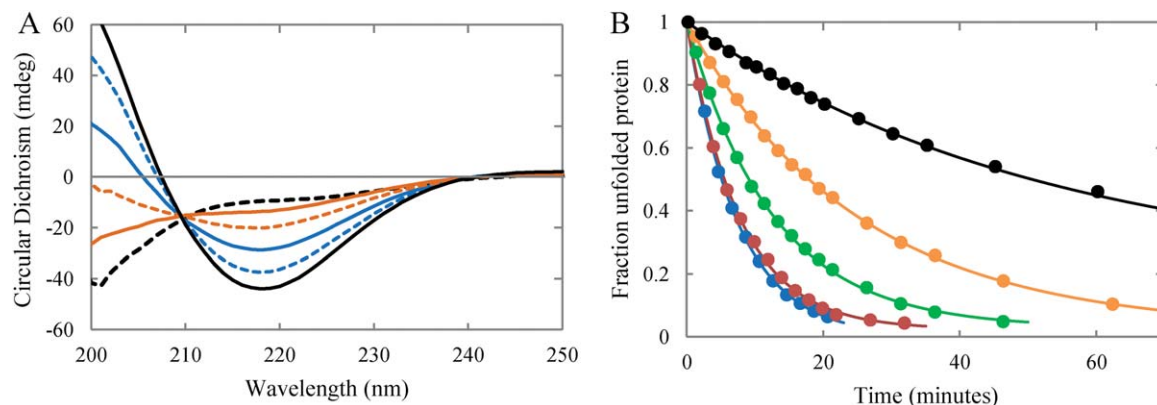 A
60
40
20
0
-20
-40
-60
200 210 220 230 240 250
Wavelength (nm)
Circular Dichroism (mdeg)
B
1
0.8
0.6
0.4
0.2
0
0 20 40 60
Time (minutes)
Fraction unfolded protein